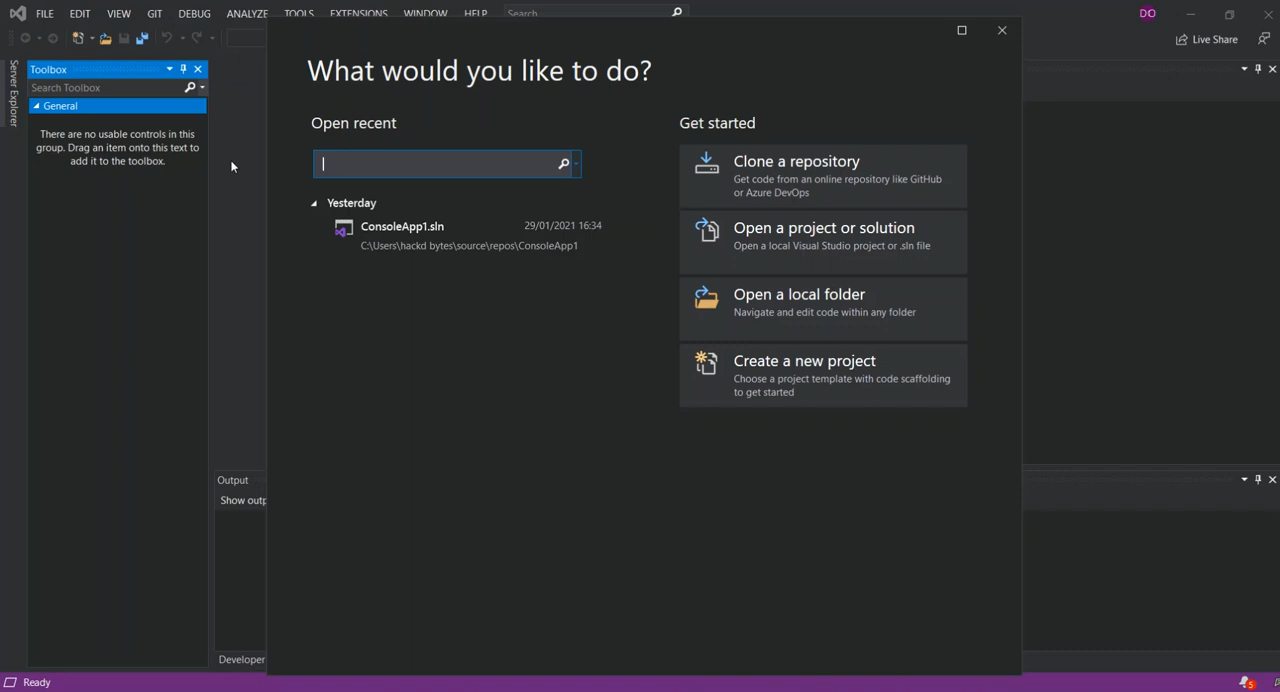 FILE EDIT VIEW GIT DEBUG ANALYZE TOOLS EXTENSIONS WINDOW HELP Search DO
Live Share
Server Explorer
Toolbox
Search Toolbox
General
There are no usable controls in this
group. Drag an item onto this text to
add it to the toolbox.
What would you like to do?
Open recent
Yesterday
ConsoleApp1.sln 29/01/2021 16:34
C:\Users\hackd bytes\source\repos\ConsoleApp1
Get started
Clone a repository
Get code from an online repository like GitHub
or Azure DevOps
Open a project or solution
Open a local Visual Studio project or .sln file
Open a local folder
Navigate and edit code within any folder
Create a new project
Choose a project template with code scaffolding
to get started
Output
Show outp
Developer
Ready 5